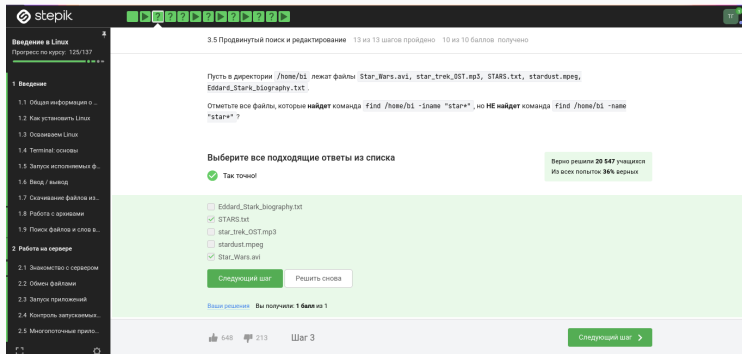 stepik
Введение в Linux
Прогресс по курсу: 125/137
3.5 Продвинутый поиск и редактирование 13 из 13 шагов пройдено 10 из 10 баллов получено
1 Введение
1.1 Общая информация о ...
1.2 Как установить Linux
1.3 Осваиваем Linux
1.4 Terminal: основы
1.5 Запуск исполняемых ф...
1.6 Ввод / вывод
1.7 Скачивание файлов из...
1.8 Работа с архивами
1.9 Поиск файлов и слов в...
2 Работа на сервере
2.1 Знакомство с сервером
2.2 Обмен файлами
2.3 Запуск приложений
2.4 Контроль запускаемых...
2.5 Многопоточные прило...
Пусть в директории /home/bi лежат файлы Star_Wars.avi, star_trek_OST.mp3, STARS.txt, stardust.mpeg,
Eddard_Stark_biography.txt .
Отметьте все файлы, которые найдет команда find /home/bi -iname "star*" , но НЕ найдет команда find /home/bi -name
"star*" ?
Выберите все подходящие ответы из списка
Так точно!
Верно решили 20 547 учащихся
Из всех попыток 36% верных
Eddard_Stark_biography.txt
STARS.txt
star_trek_OST.mp3
stardust.mpeg
Star_Wars.avi
Следующий шаг
Решить снова
Ваши решения Вы получили: 1 балл из 1
648 213 Шаг 3
Следующий шаг